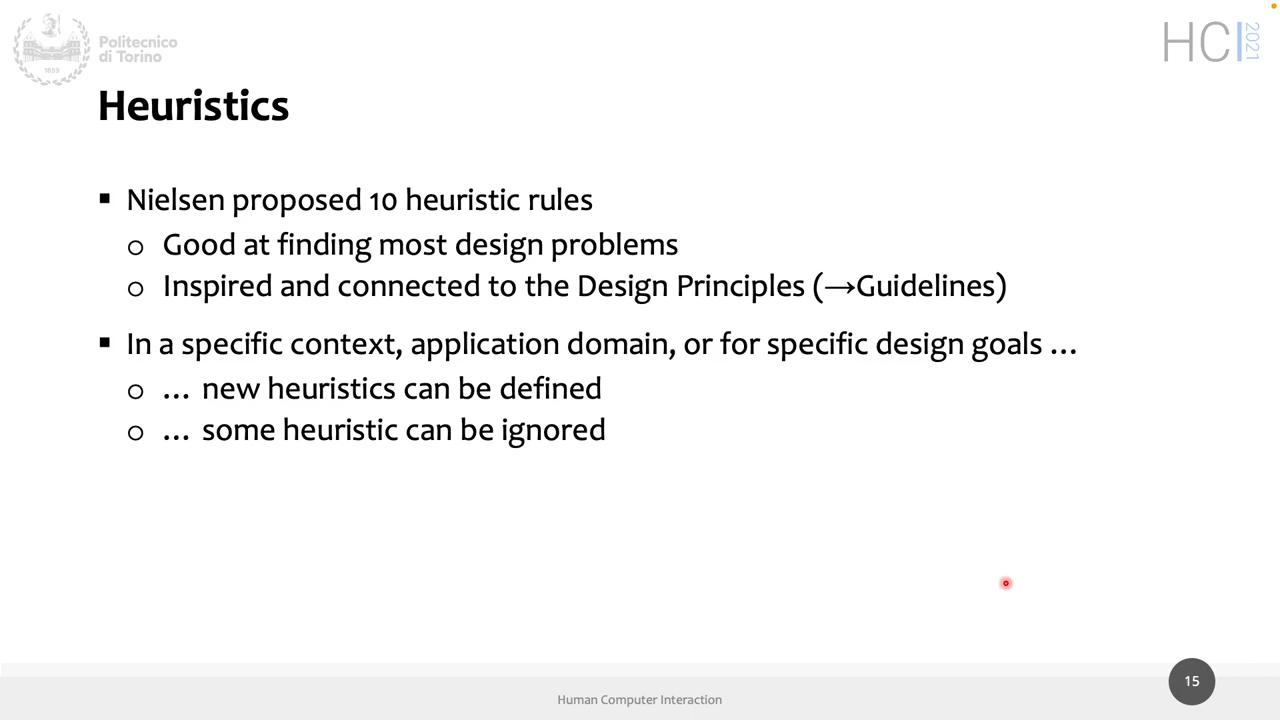 Politecnico
di Torino
1859
HCI 2021
Heuristics
▪ Nielsen proposed 10 heuristic rules
o Good at finding most design problems
o Inspired and connected to the Design Principles (→Guidelines)
▪ In a specific context, application domain, or for specific design goals …
o … new heuristics can be defined
o … some heuristic can be ignored
Human Computer Interaction
15